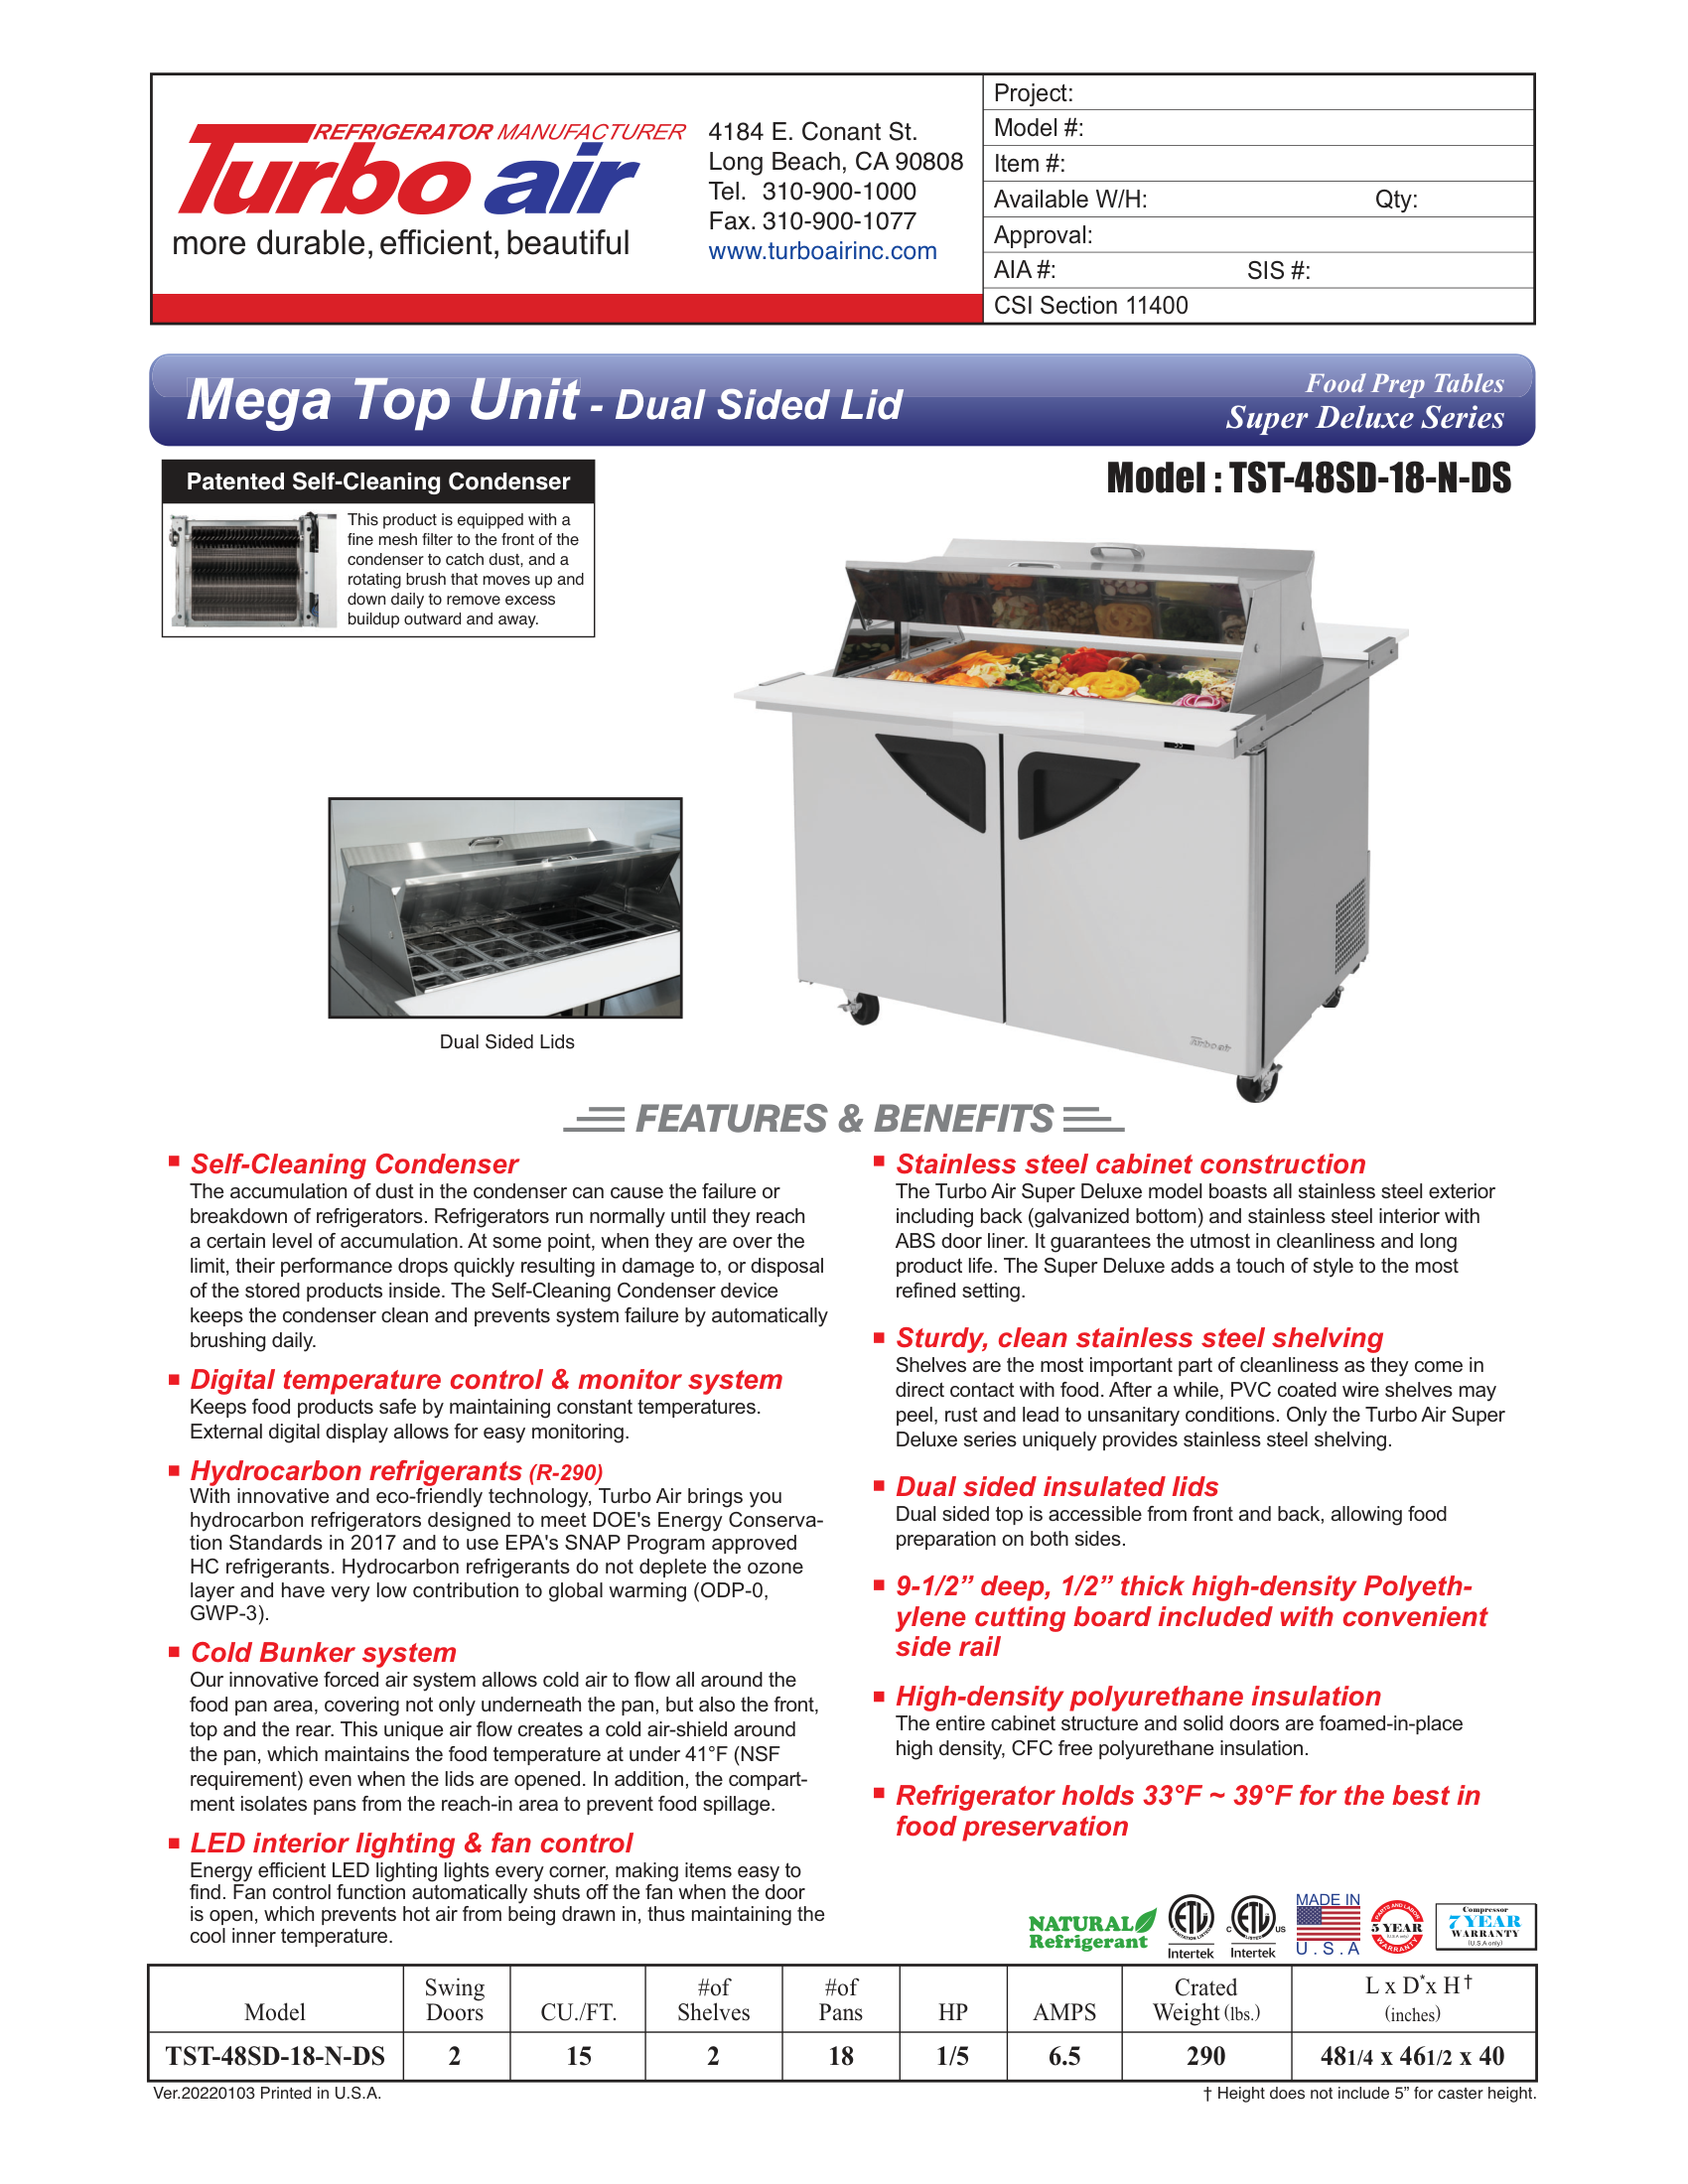 REFRIGERATOR MANUFACTURER
Turbo air
more durable, efficient, beautiful
4184 E. Conant St.
Long Beach, CA 90808
Tel. 310-900-1000
Fax. 310-900-1077
www.turboairinc.com
Project:
Model #:
Item #:
Available W/H: Qty:
Approval:
AIA #: SIS #:
CSI Section 11400
Mega Top Unit - Dual Sided Lid
Food Prep Tables
Super Deluxe Series
Patented Self-Cleaning Condenser
This product is equipped with a
fine mesh filter to the front of the
condenser to catch dust, and a
rotating brush that moves up and
down daily to remove excess
buildup outward and away.
Model : TST-48SD-18-N-DS
Turbo air
Dual Sided Lids
FEATURES & BENEFITS
Self-Cleaning Condenser
The accumulation of dust in the condenser can cause the failure or
breakdown of refrigerators. Refrigerators run normally until they reach
a certain level of accumulation. At some point, when they are over the
limit, their performance drops quickly resulting in damage to, or disposal
of the stored products inside. The Self-Cleaning Condenser device
keeps the condenser clean and prevents system failure by automatically
brushing daily.
Digital temperature control & monitor system
Keeps food products safe by maintaining constant temperatures.
External digital display allows for easy monitoring.
Hydrocarbon refrigerants (R-290)
With innovative and eco-friendly technology, Turbo Air brings you
hydrocarbon refrigerators designed to meet DOE's Energy Conserva-
tion Standards in 2017 and to use EPA's SNAP Program approved
HC refrigerants. Hydrocarbon refrigerants do not deplete the ozone
layer and have very low contribution to global warming (ODP-0,
GWP-3).
Cold Bunker system
Our innovative forced air system allows cold air to flow all around the
food pan area, covering not only underneath the pan, but also the front,
top and the rear. This unique air flow creates a cold air-shield around
the pan, which maintains the food temperature at under 41°F (NSF
requirement) even when the lids are opened. In addition, the compart-
ment isolates pans from the reach-in area to prevent food spillage.
LED interior lighting & fan control
Energy efficient LED lighting lights every corner, making items easy to
find. Fan control function automatically shuts off the fan when the door
is open, which prevents hot air from being drawn in, thus maintaining the
cool inner temperature.
Stainless steel cabinet construction
The Turbo Air Super Deluxe model boasts all stainless steel exterior
including back (galvanized bottom) and stainless steel interior with
ABS door liner. It guarantees the utmost in cleanliness and long
product life. The Super Deluxe adds a touch of style to the most
refined setting.
Sturdy, clean stainless steel shelving
Shelves are the most important part of cleanliness as they come in
direct contact with food. After a while, PVC coated wire shelves may
peel, rust and lead to unsanitary conditions. Only the Turbo Air Super
Deluxe series uniquely provides stainless steel shelving.
Dual sided insulated lids
Dual sided top is accessible from front and back, allowing food
preparation on both sides.
9-1/2” deep, 1/2” thick high-density Polyeth-
ylene cutting board included with convenient
side rail
High-density polyurethane insulation
The entire cabinet structure and solid doors are foamed-in-place
high density, CFC free polyurethane insulation.
Refrigerator holds 33°F ~ 39°F for the best in
food preservation
NATURAL
Refrigerant
ETL
SANITATION LISTED
Intertek
C ETL US
LISTED
Intertek
MADE IN
U.S.A
PARTS AND LABOR
5 YEAR
(U.S.A only)
WARRANTY
Compressor
7 YEAR
WARRANTY
(U.S.A only)
Model Swing Doors CU./FT. #of Shelves #of Pans HP AMPS Crated Weight (lbs.) L x D* x H† (inches)
TST-48SD-18-N-DS 2 15 2 18 1/5 6.5 290 481/4 x 461/2 x 40
Ver.20220103 Printed in U.S.A.
† Height does not include 5” for caster height.